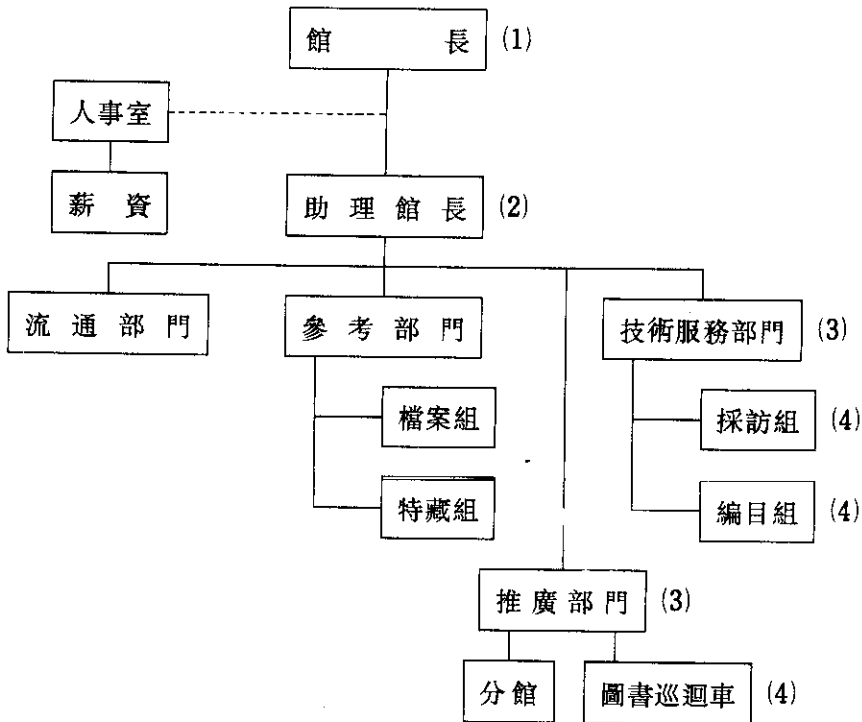 館長 (1)
人事室
薪資
助理館長 (2)
流通部門
參考部門
技術服務部門 (3)
檔案組
採訪組 (4)
特藏組
編目組 (4)
推廣部門 (3)
分館
圖書巡迴車 (4)